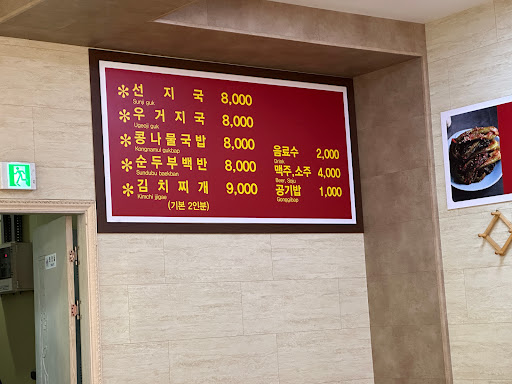 *선 지 국 8,000
Sunji guk
*우 거 지 국 8,000
Ugeoji guk
*콩나물국밥 8,000
Kongnamul gukbap
*순두부백반 8,000
Sundubu baekban
*김 치 찌 개 9,000
Kimchi jjigae
(기본 2인분)
음료수 2,000
Drink
맥주,소주 4,000
Beer, Soju
공기밥 1,000
Gonggibap